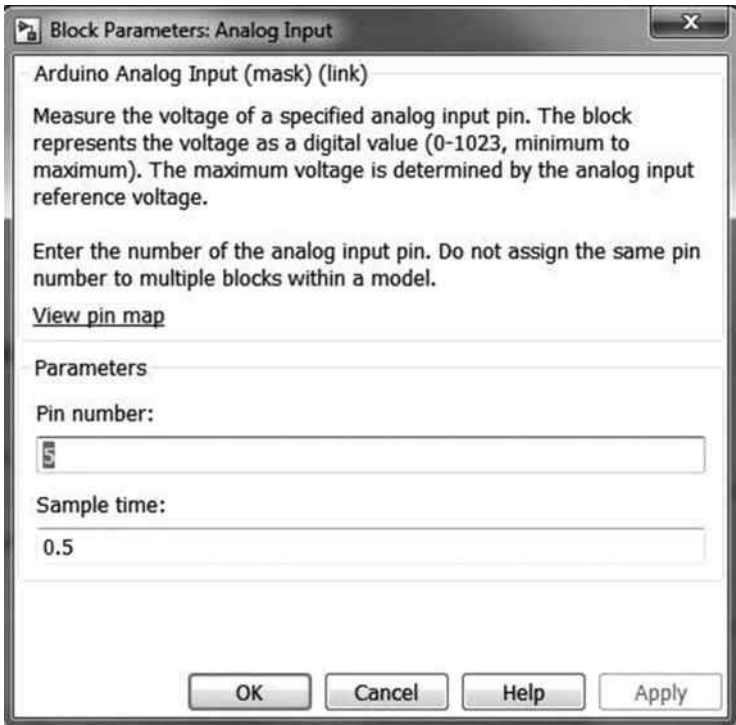 Block Parameters: Analog Input
X
Arduino Analog Input (mask) (link)
Measure the voltage of a specified analog input pin. The block
represents the voltage as a digital value (0-1023, minimum to
maximum). The maximum voltage is determined by the analog input
reference voltage.
Enter the number of the analog input pin. Do not assign the same pin
number to multiple blocks within a model.
View pin map
Parameters
Pin number:
5
Sample time:
0.5
OK Cancel Help Apply